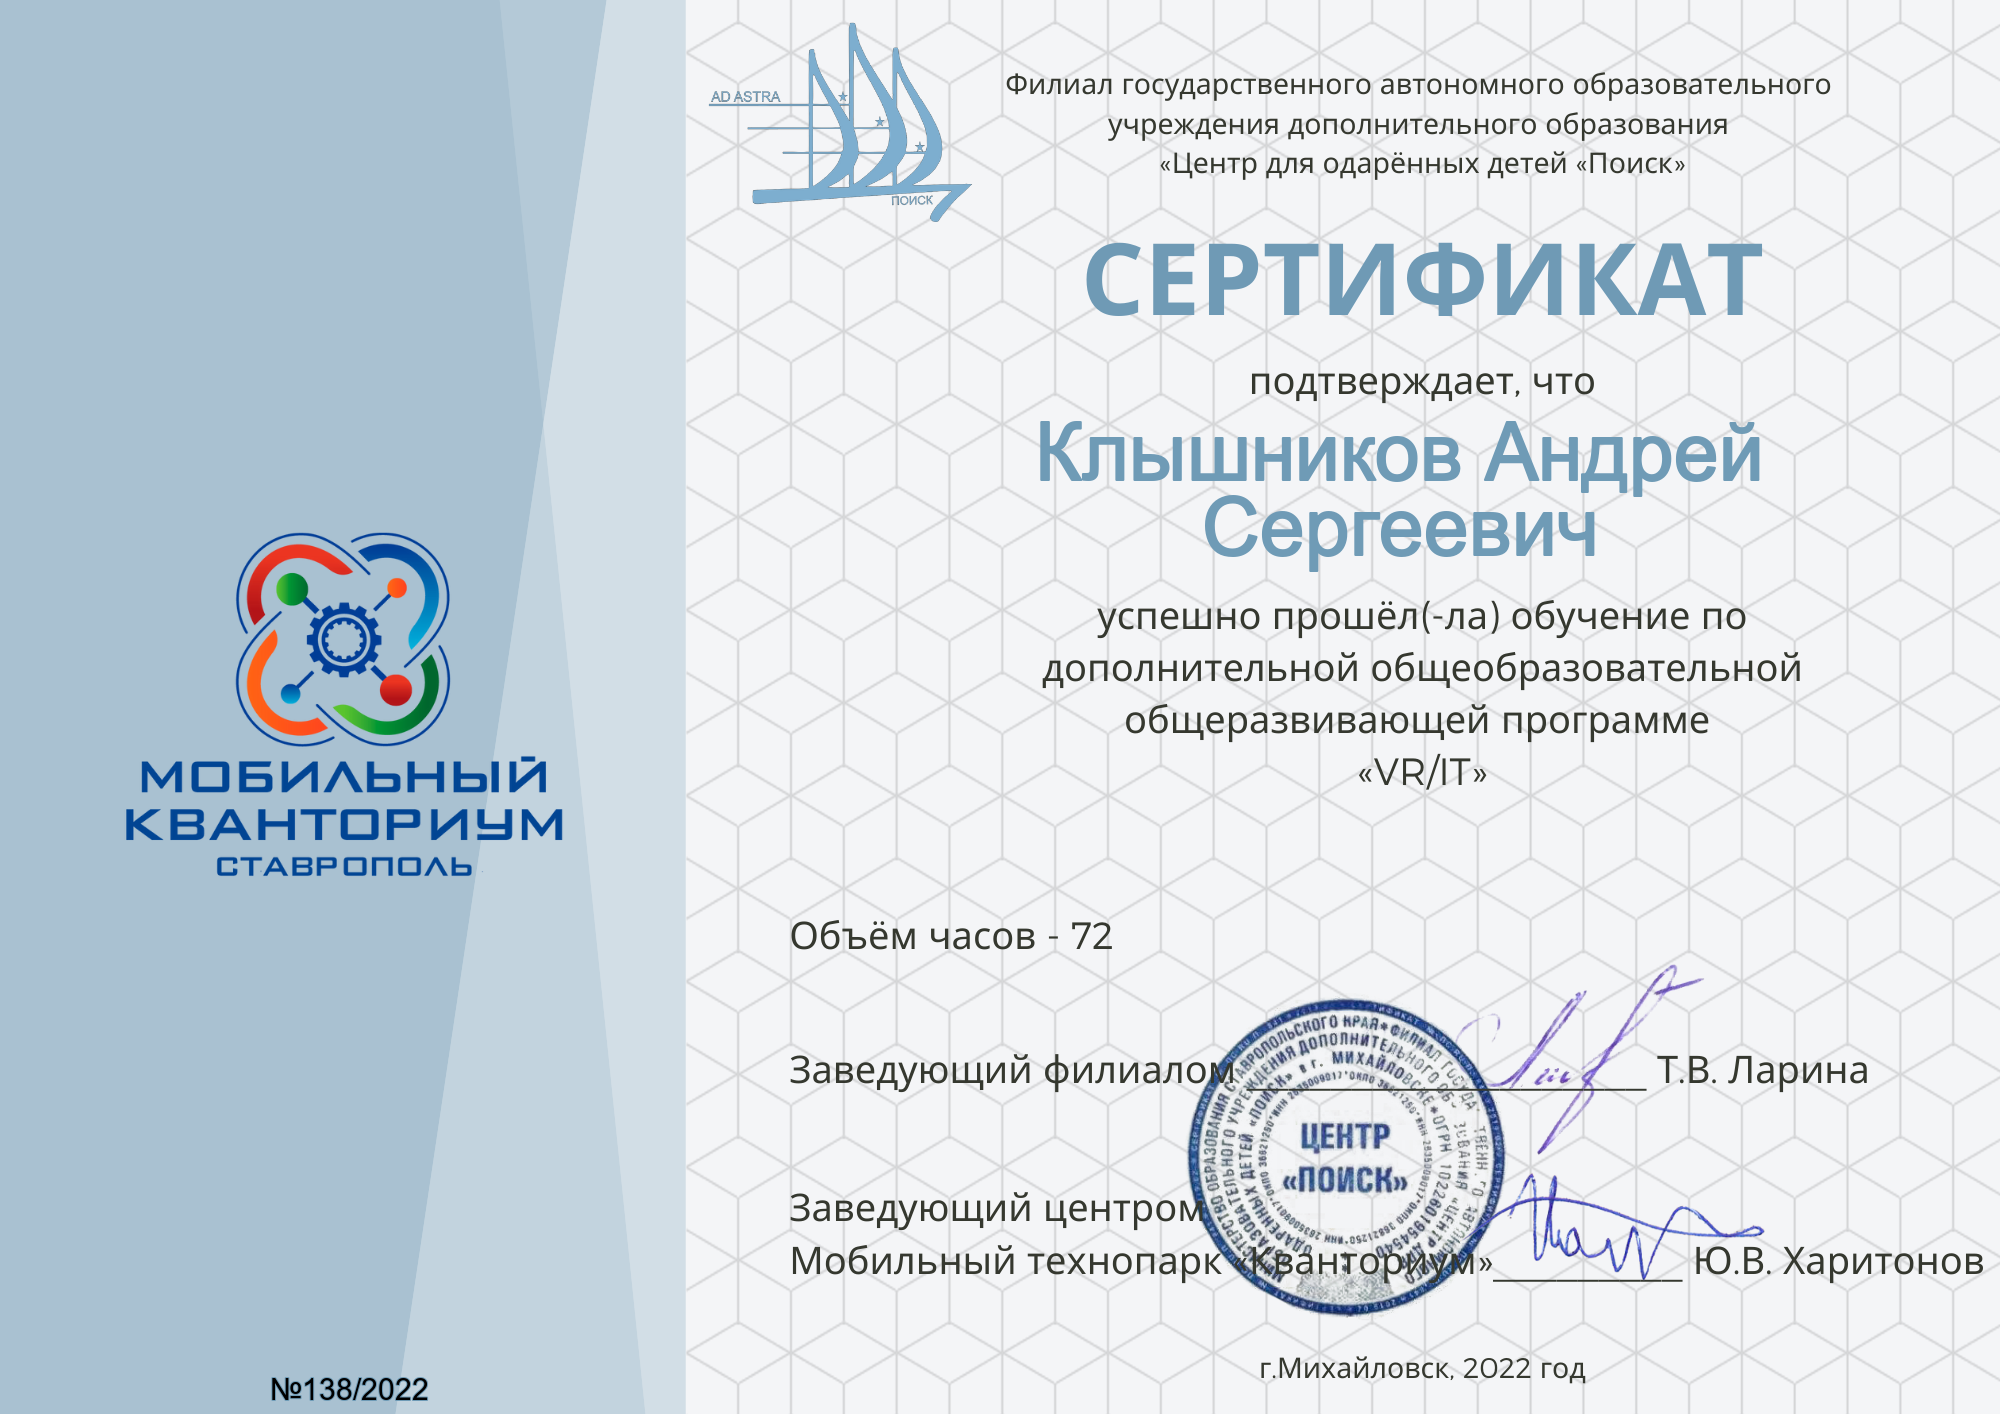 AD ASTRA
ПОИСК
Филиал государственного автономного образовательного
учреждения дополнительного образования
«Центр для одарённых детей «Поиск»
СЕРТИФИКАТ
подтверждает, что
Клышников Андрей
Сергеевич
успешно прошёл(-ла) обучение по
дополнительной общеобразовательной
общеразвивающей программе
«VR/IT»
МОБИЛЬНЫЙ
КВАНТОРИУМ
СТАВРОПОЛЬ
Объём часов - 72
Заведующий филиалом Т.В. Ларина
ЦЕНТР
«ПОИСК»
Заведующий центром
Мобильный технопарк «Кванториум»__________ Ю.В. Харитонов
г.Михайловск, 2022 год
№138/2022